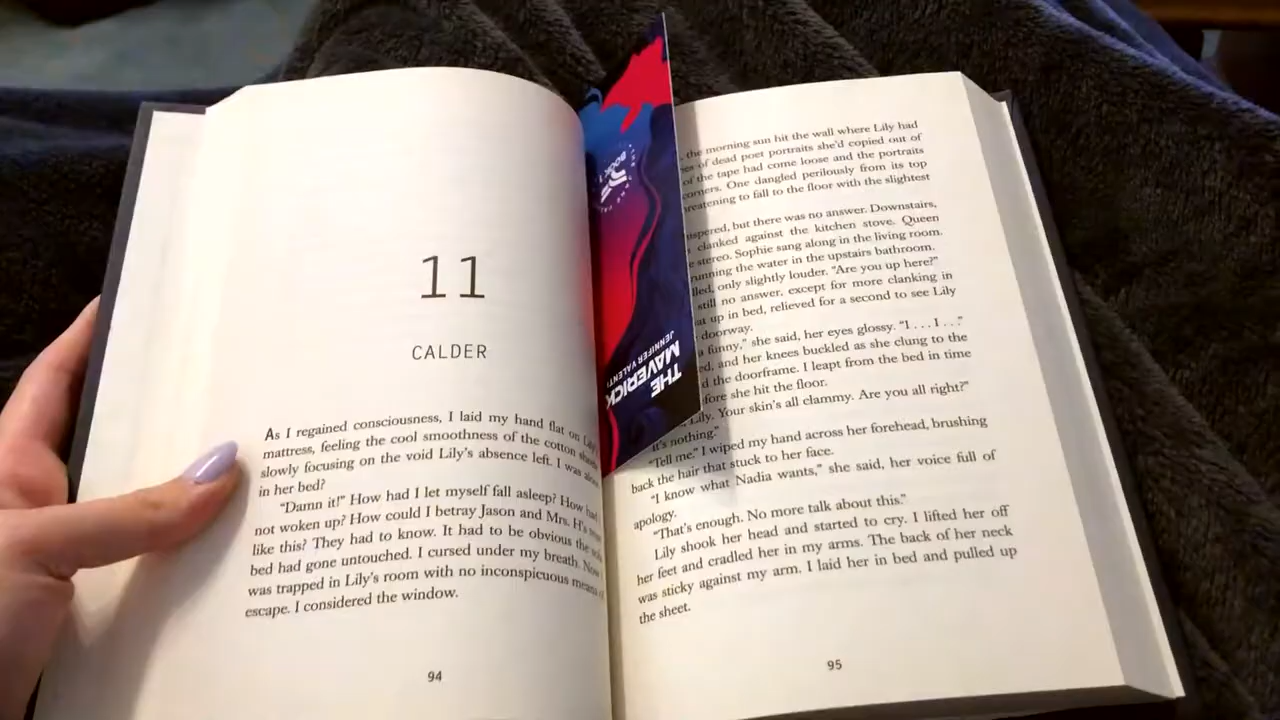 11
CALDER
As I regained consciousness, I laid my hand flat on
mattress, feeling the cool smoothness of the cotton
slowly focusing on the void Lily's absence left. I was
in her bed?
"Damn it!" How had I let myself fall asleep? How had
not woken up? How could I betray Jason and Mrs. H's
like this? They had to know. It had to be obvious the
bed had gone untouched. I cursed under my breath. Now
was trapped in Lily's room with no inconspicuous means of
escape. I considered the window.
94
BOOK 1
THE
MAVERICK
JENNIFER VALENTI
the morning sun hit the wall where Lily had
of dead poet portraits she'd copied out of
of the tape had come loose and the portraits
corners. One dangled perilously from its top
to fall to the floor with the slightest
but there was no answer. Downstairs,
clanked against the kitchen stove. Queen
stereo. Sophie sang along in the living room.
running the water in the upstairs bathroom.
only slightly louder. "Are you up here?"
still no answer, except for more clanking in
up in bed, relieved for a second to see Lily
doorway.
funny," she said, her eyes glossy. "I . . . I . . ."
and her knees buckled as she clung to the
the doorframe. I leapt from the bed in time
before she hit the floor.
Lily. Your skin's all clammy. Are you all right?"
it's nothing."
"Tell me." I wiped my hand across her forehead, brushing
back the hair that stuck to her face.
"I know what Nadia wants," she said, her voice full of
apology.
"That's enough. No more talk about this."
Lily shook her head and started to cry. I lifted her off
her feet and cradled her in my arms. The back of her neck
was sticky against my arm. I laid her in bed and pulled up
the sheet.
95